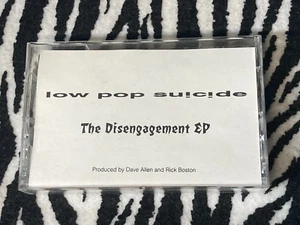 low pop suicide
The Disengagement EP
Produced by Dave Allen and Rick Boston